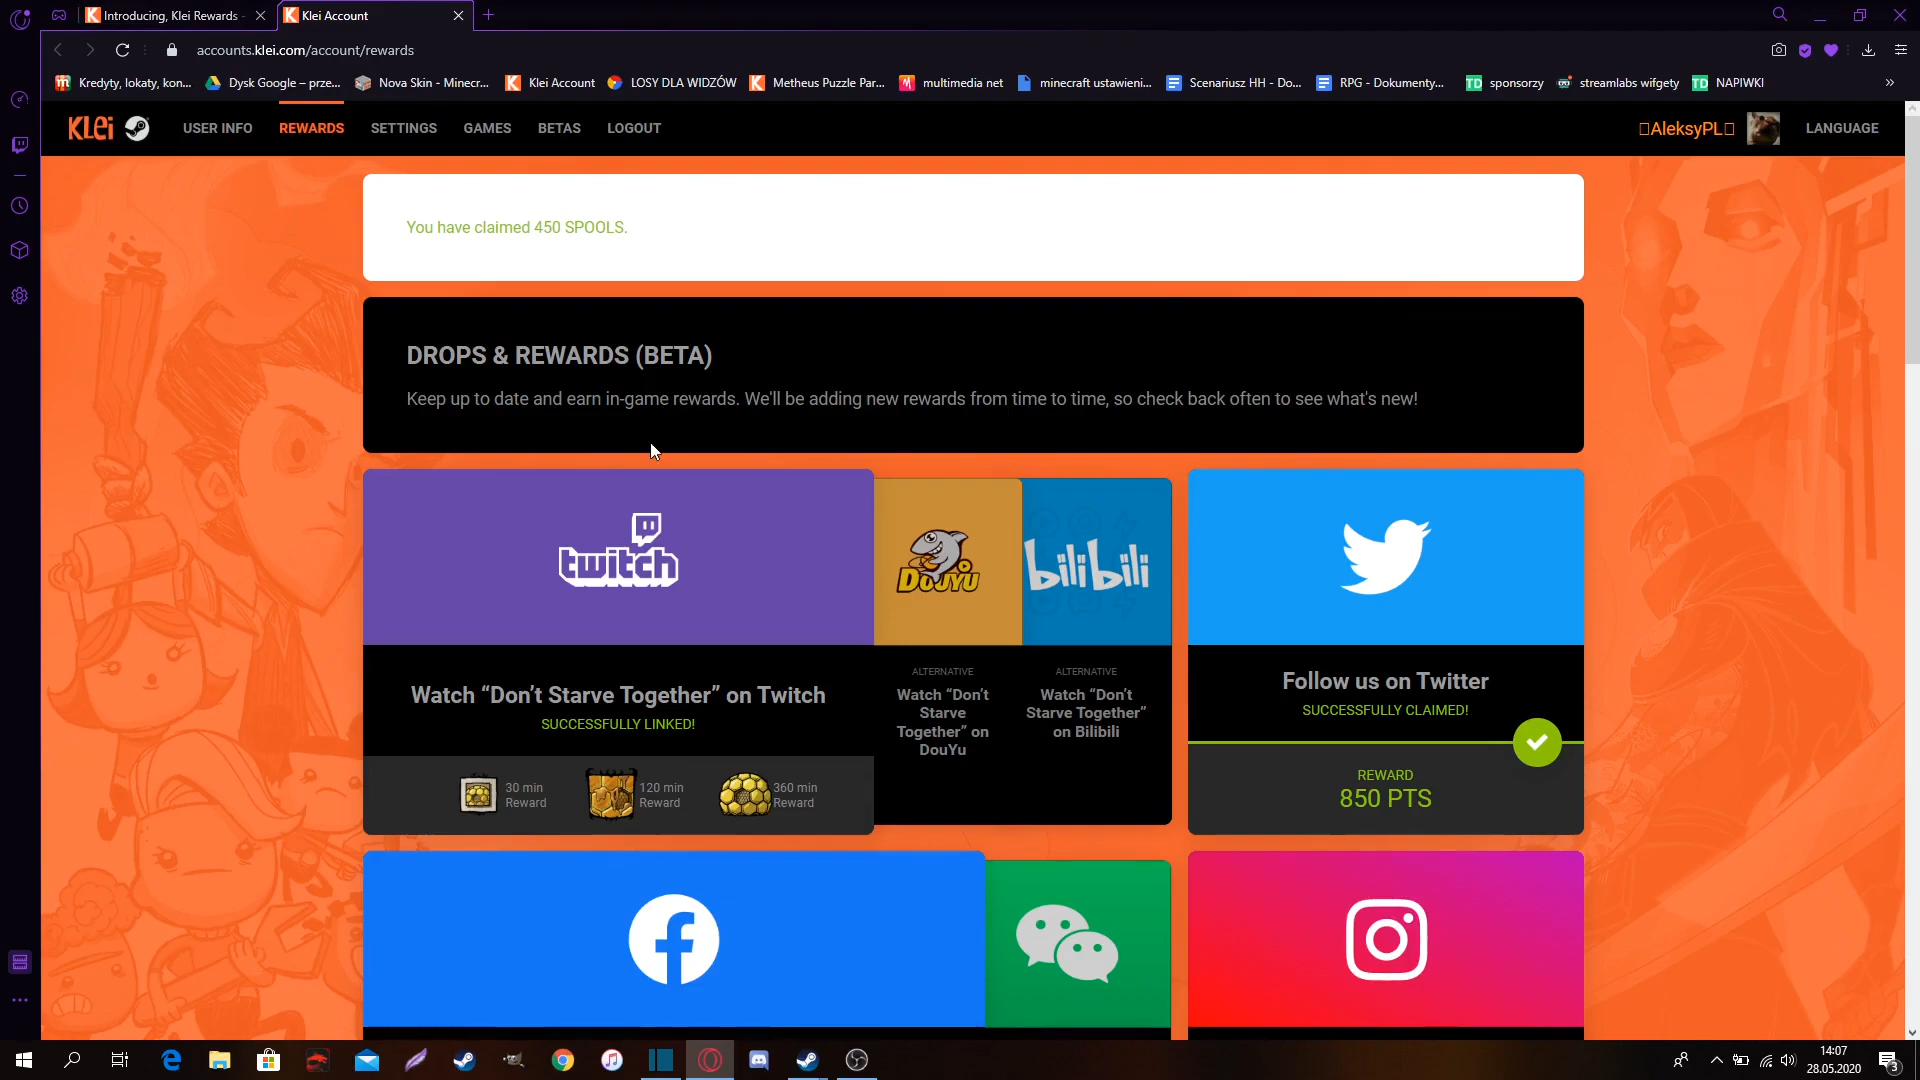 Introducing, Klei Rewards -
Klei Account
accounts.klei.com/account/rewards
Kredyty, lokaty, kon...
Dysk Google – prze...
Nova Skin - Minecr...
Klei Account
LOSY DLA WIDZÓW
Metheus Puzzle Par...
multimedia net
minecraft ustawieni...
Scenariusz HH - Do...
RPG - Dokumenty...
TD sponsorzy
streamlabs wifgety
TD NAPIWKI
»
KLEi
USER INFO
REWARDS
SETTINGS
GAMES
BETAS
LOGOUT
AleksyPL
LANGUAGE
You have claimed 450 SPOOLS.
DROPS & REWARDS (BETA)
Keep up to date and earn in-game rewards. We'll be adding new rewards from time to time, so check back often to see what's new!
twitch
DOUYU
bilibili
Watch “Don’t Starve Together” on Twitch
SUCCESSFULLY LINKED!
30 min
Reward
120 min
Reward
360 min
Reward
ALTERNATIVE
Watch “Don’t
Starve
Together” on
DouYu
ALTERNATIVE
Watch “Don’t
Starve Together”
on Bilibili
Follow us on Twitter
SUCCESSFULLY CLAIMED!
REWARD
850 PTS
14:07
28.05.2020
3